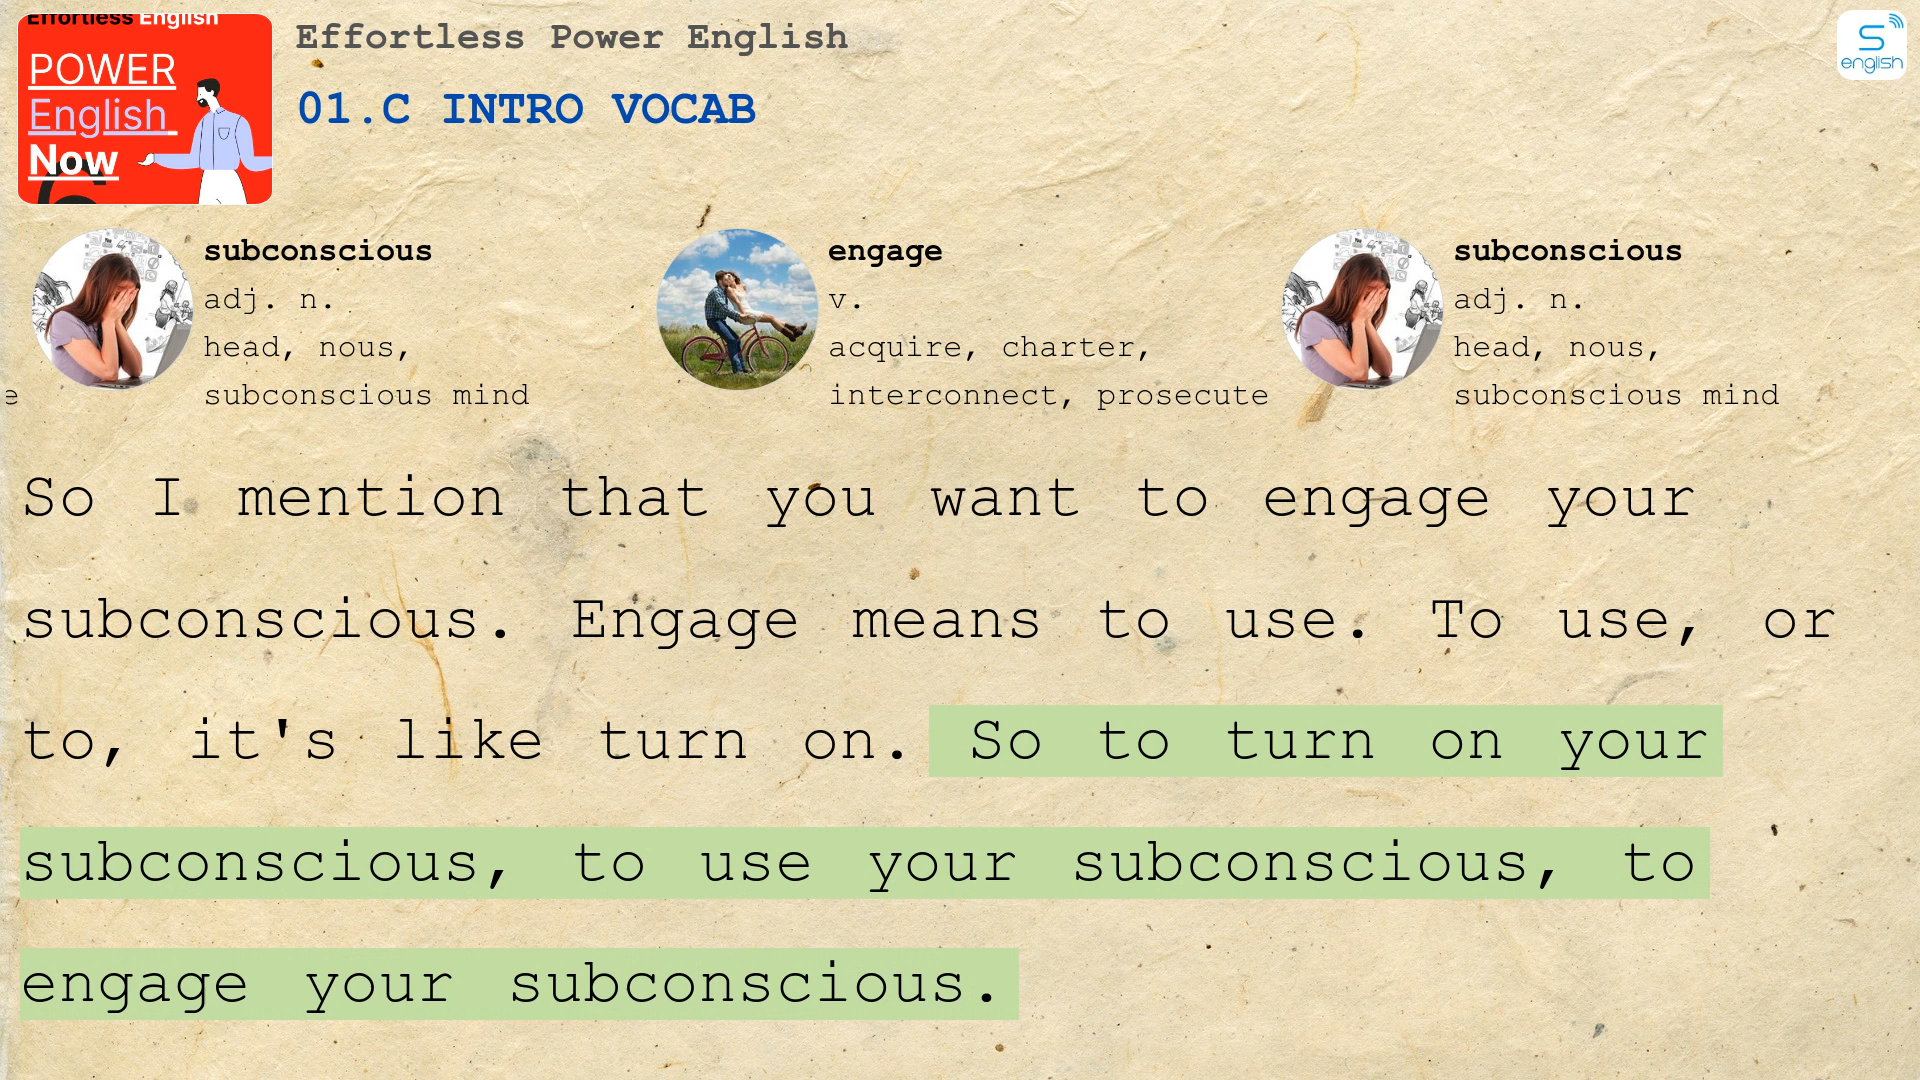 Effortless English
POWER
English
Now
Effortless Power English
01.C INTRO VOCAB
S
english
subconscious
adj. n.
head, nous,
subconscious mind
engage
v.
acquire, charter,
interconnect, prosecute
subconscious
adj. n.
head, nous,
subconscious mind
e
So I mention that you want to engage your
subconscious. Engage means to use. To use, or
to, it's like turn on. So to turn on your
subconscious, to use your subconscious, to
engage your subconscious.